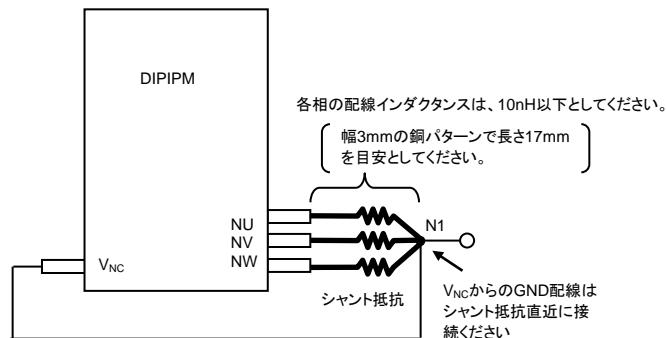 DIPIPM
各相の配線インダクタンスは、10nH以下としてください。
幅3mmの銅パターンで長さ17mm
を目安としてください。
NU
NV
NW
N1
VNC
シャント抵抗
VNCからのGND配線は
シャント抵抗直近に接
続ください